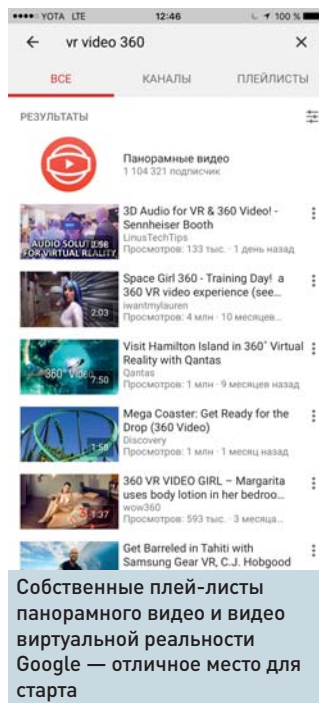 YOTA LTE 12:46 100 %
vr video 360
ВСЕ КАНАЛЫ ПЛЕЙЛИСТЫ
РЕЗУЛЬТАТЫ
Панорамные видео
1 104 321 подписчик
3D Audio for VR & 360 Video! -
Sennheiser Booth
LinusTechTips
Просмотров: 133 тыс. · 1 день назад
AUDIO SOLUT
2:56
FOR VIRTUAL REALITY
Space Girl 360 - Training Day! a
360 VR video experience (see...
iwantmylauren
Просмотров: 4 млн · 10 месяцев...
2:03
Visit Hamilton Island in 360° Virtual
Reality with Qantas
Qantas
Просмотров: 1 млн · 9 месяцев назад
360° Video
7:50
Mega Coaster: Get Ready for the
Drop (360 Video)
Discovery
Просмотров: 1 млн · 1 месяц назад
1:58
360 VR VIDEO GIRL – Margarita
uses body lotion in her bedroo...
wow360
Просмотров: 593 тыс. · 3 месяца...
1:37
Get Barreled in Tahiti with
Samsung Gear VR, C.J. Hobgood
Собственные плей-листы
панорамного видео и видео
виртуальной реальности
Google — отличное место для
старта